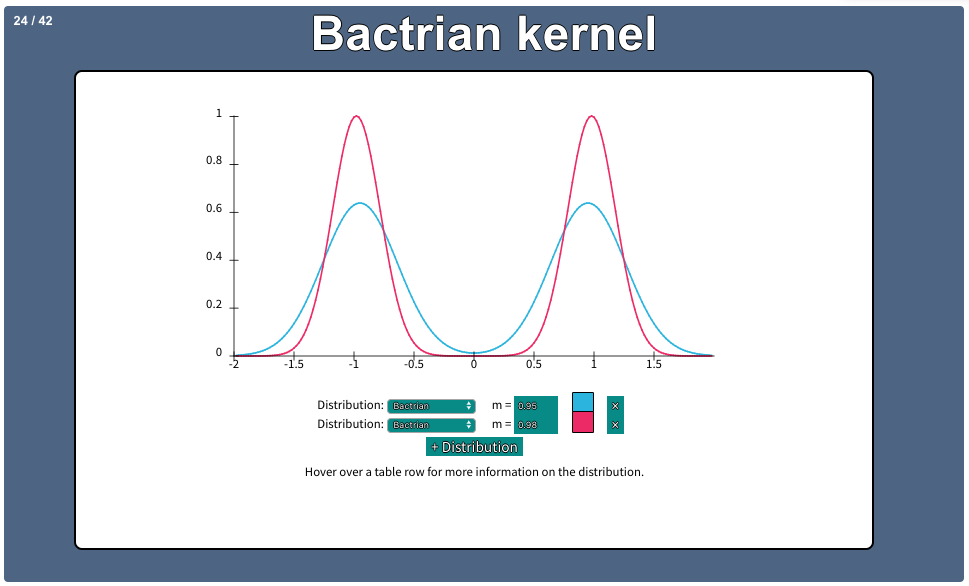 24 / 42
Bactrian kernel
1
0.8
0.6
0.4
0.2
0
-2 -1.5 -1 -0.5 0 0.5 1 1.5
Distribution: Bactrian m = 0.95 ×
Distribution: Bactrian m = 0.98 ×
+ Distribution
Hover over a table row for more information on the distribution.